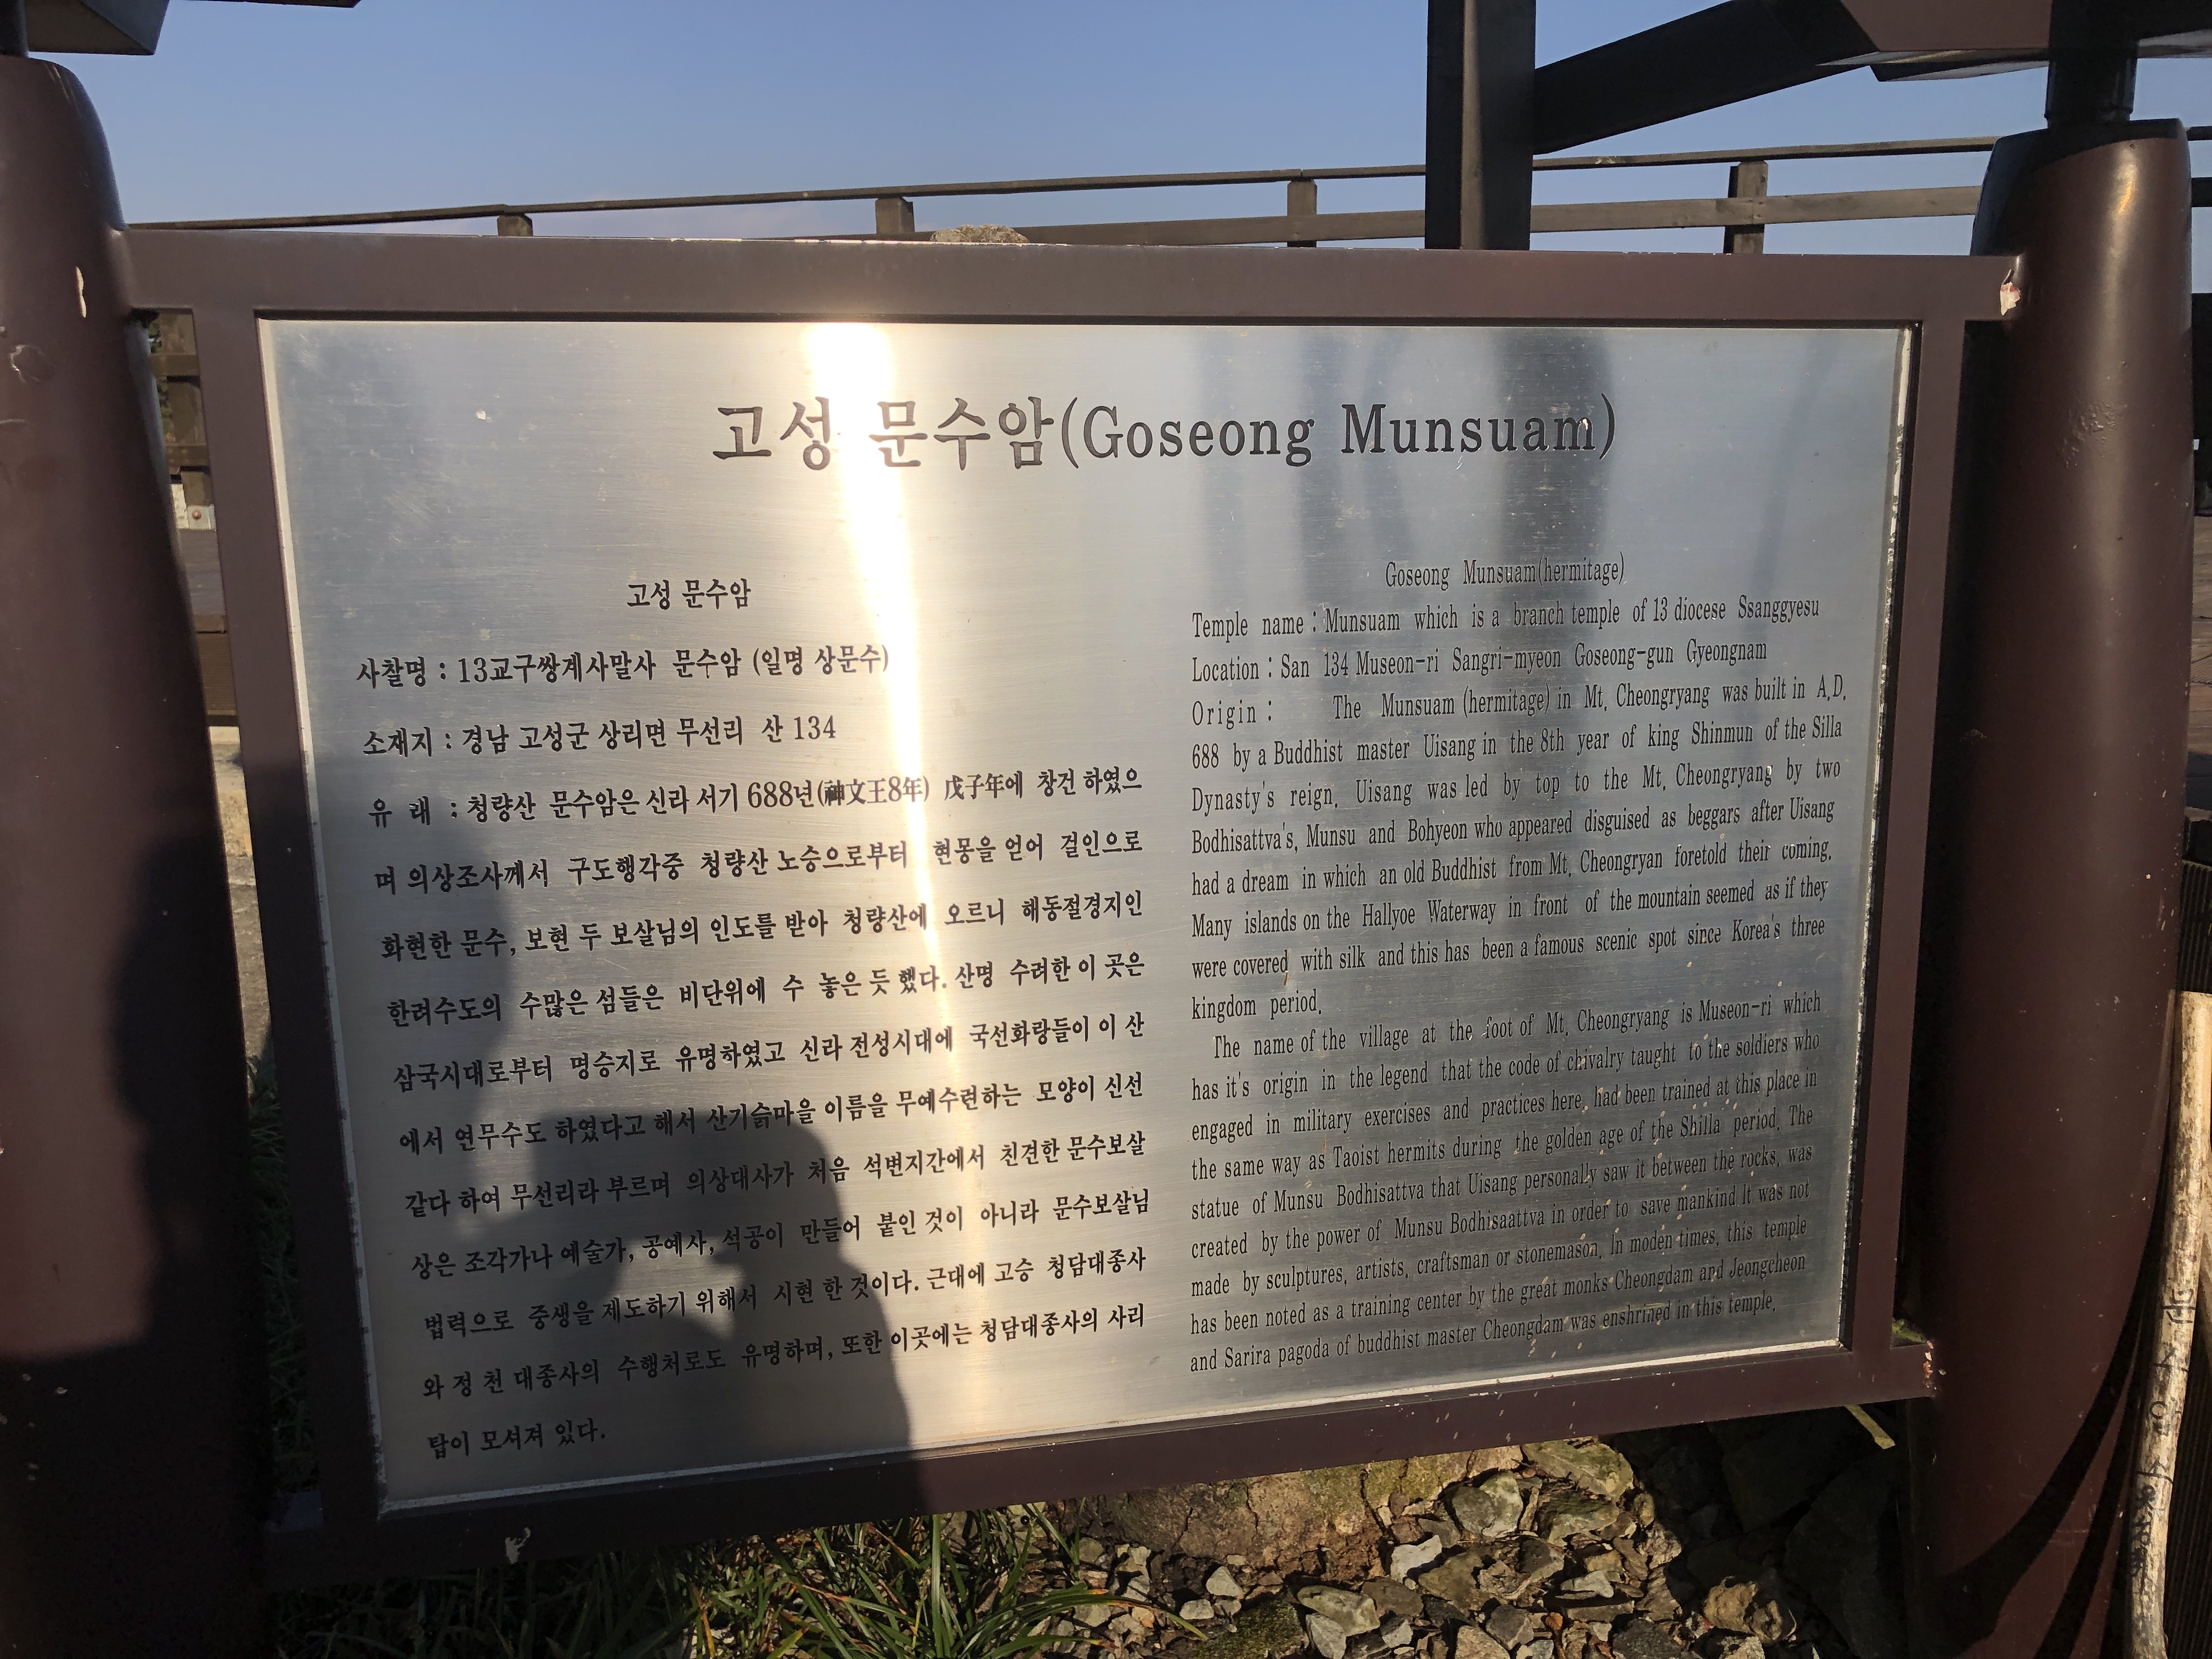 고성 문수암(Goseong Munsuam)
고성 문수암
사찰명 : 13교구쌍계사말사 문수암 (일명 상문수)
소재지 : 경남 고성군 상리면 무선리 산 134
유 래 : 청량산 문수암은 신라 서기 688년(神文王8年) 戊子年에 창건 하였으
며 의상조사께서 구도행각중 청량산 노승으로부터 현몽을 얻어 걸인으로
화현한 문수, 보현 두 보살님의 인도를 받아 청량산에 오르니 해동절경지인
한려수도의 수많은 섬들은 비단위에 수 놓은 듯 했다. 산명 수려한 이 곳은
삼국시대로부터 명승지로 유명하였고 신라 전성시대에 국선화랑들이 이 산
에서 연무수도 하였다고 해서 산기슭마을 이름을 무예수련하는 모양이 신선
같다 하여 무선리라 부르며 의상대사가 처음 석변지간에서 친견한 문수보살
상은 조각가나 예술가, 공예사, 석공이 만들어 붙인 것이 아니라 문수보살님
법력으로 중생을 제도하기 위해서 시현 한 것이다. 근대에 고승 청담대종사
와 정 천 대종사의 수행처로도 유명하며, 또한 이곳에는 청담대종사의 사리
탑이 모셔져 있다.
Goseong Munsuam(hermitage)
Temple name : Munsuam which is a branch temple of 13 diocese Ssanggyesu
Location : San 134 Museon-ri Sangri-myeon Goseong-gun Gyeongnam
Origin : The Munsuam (hermitage) in Mt. Cheongryang was built in A.D.
688 by a Buddhist master Uisang in the 8th year of king Shinmun of the Silla
Dynasty's reign. Uisang was led by top to the Mt. Cheongryang by two
Bodhisattva's, Munsu and Bohyeon who appeared disguised as beggars after Uisang
had a dream in which an old Buddhist from Mt. Cheongryan foretold their coming.
Many islands on the Hallyoe Waterway in front of the mountain seemed as if they
were covered with silk and this has been a famous scenic spot since Korea's three
kingdom period.
The name of the village at the foot of Mt. Cheongryang is Museon-ri which
has it's origin in the legend that the code of chivalry taught to the soldiers who
engaged in military exercises and practices here, had been trained at this place in
the same way as Taoist hermits during the golden age of the Shilla period. The
statue of Munsu Bodhisattva that Uisang personally saw it between the rocks, was
created by the power of Munsu Bodhisaattva in order to save mankind It was not
made by sculptures, artists, craftsman or stonemason. In moden times, this temple
has been noted as a training center by the great monks Cheongdam and Jeongcheon
and Sarira pagoda of buddhist master Cheongdam was enshrined in this temple.